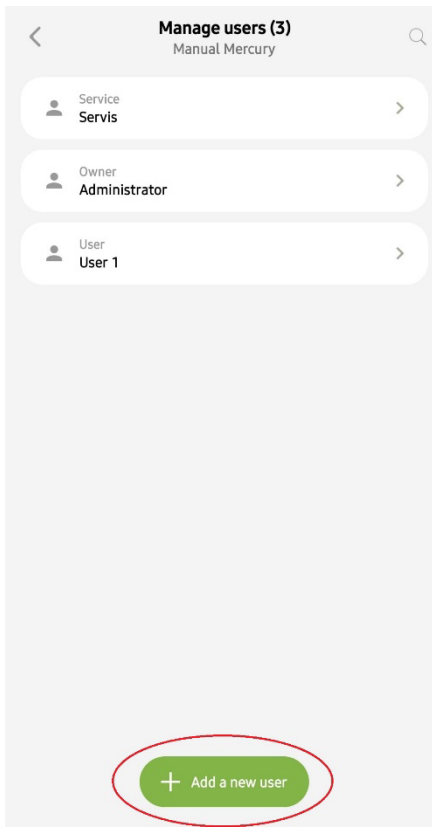 Manage users (3)
Manual Mercury
Service
Servis
Owner
Administrator
User
User 1
Add a new user